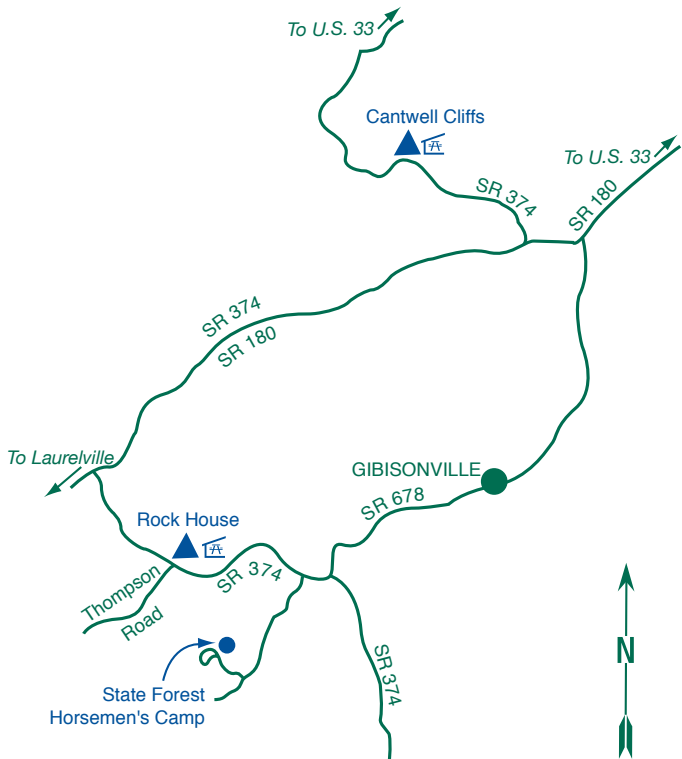 To U.S. 33
Cantwell Cliffs
To U.S. 33
SR 374
SR 180
SR 374
SR 180
To Laurelville
GIBISONVILLE
SR 678
Rock House
SR 374
Thompson
Road
N
State Forest
Horsemen's Camp
SR 374